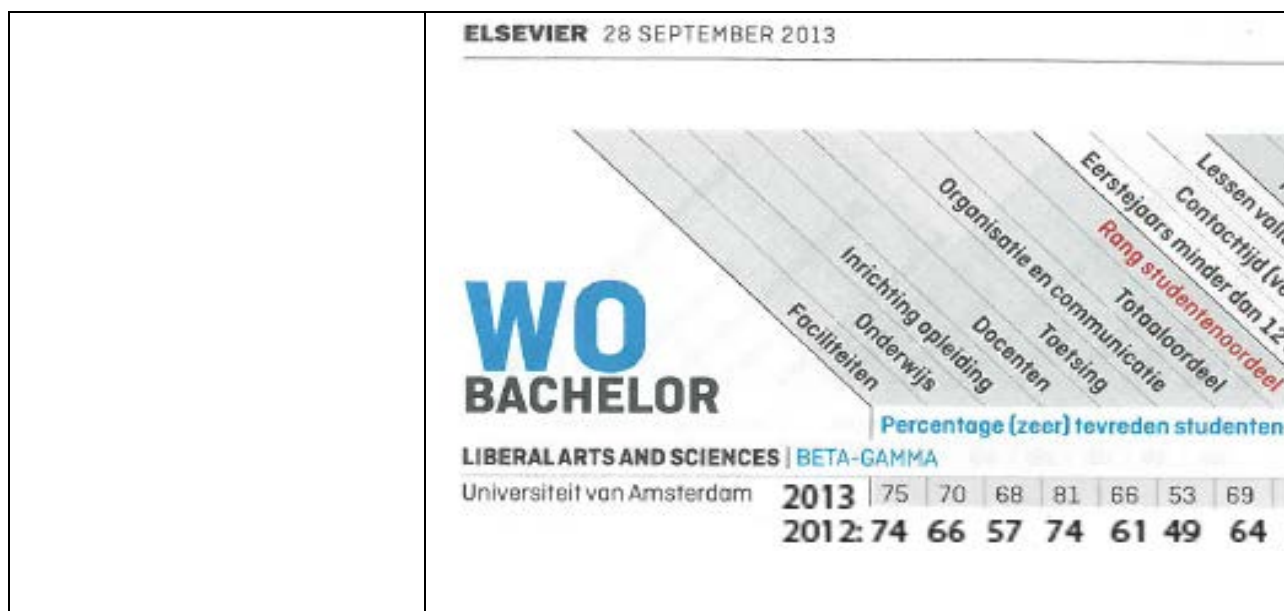 ELSEVIER 28 SEPTEMBER 2013
Faciliteiten
Onderwijs
Inrichting opleiding
Docenten
Toetsing
Organisatie en communicatie
Totaaloordeel
Rang studentenoordeel
Eerstejaars minder dan 12
Contacttijd
Lessen
WO
BACHELOR
Percentage (zeer) tevreden studenten
LIBERAL ARTS AND SCIENCES | BETA-GAMMA
Universiteit van Amsterdam 2013 75 70 68 81 66 53 69
2012: 74 66 57 74 61 49 64